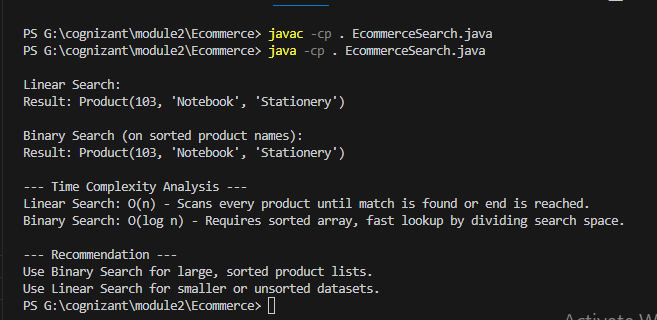 PS G:\cognizant\module2\Ecommerce> javac -cp . EcommerceSearch.java
PS G:\cognizant\module2\Ecommerce> java -cp . EcommerceSearch.java
Linear Search:
Result: Product(103, 'Notebook', 'Stationery')
Binary Search (on sorted product names):
Result: Product(103, 'Notebook', 'Stationery')
--- Time Complexity Analysis ---
Linear Search: O(n) - Scans every product until match is found or end is reached.
Binary Search: O(log n) - Requires sorted array, fast lookup by dividing search space.
--- Recommendation ---
Use Binary Search for large, sorted product lists.
Use Linear Search for smaller or unsorted datasets.
PS G:\cognizant\module2\Ecommerce>